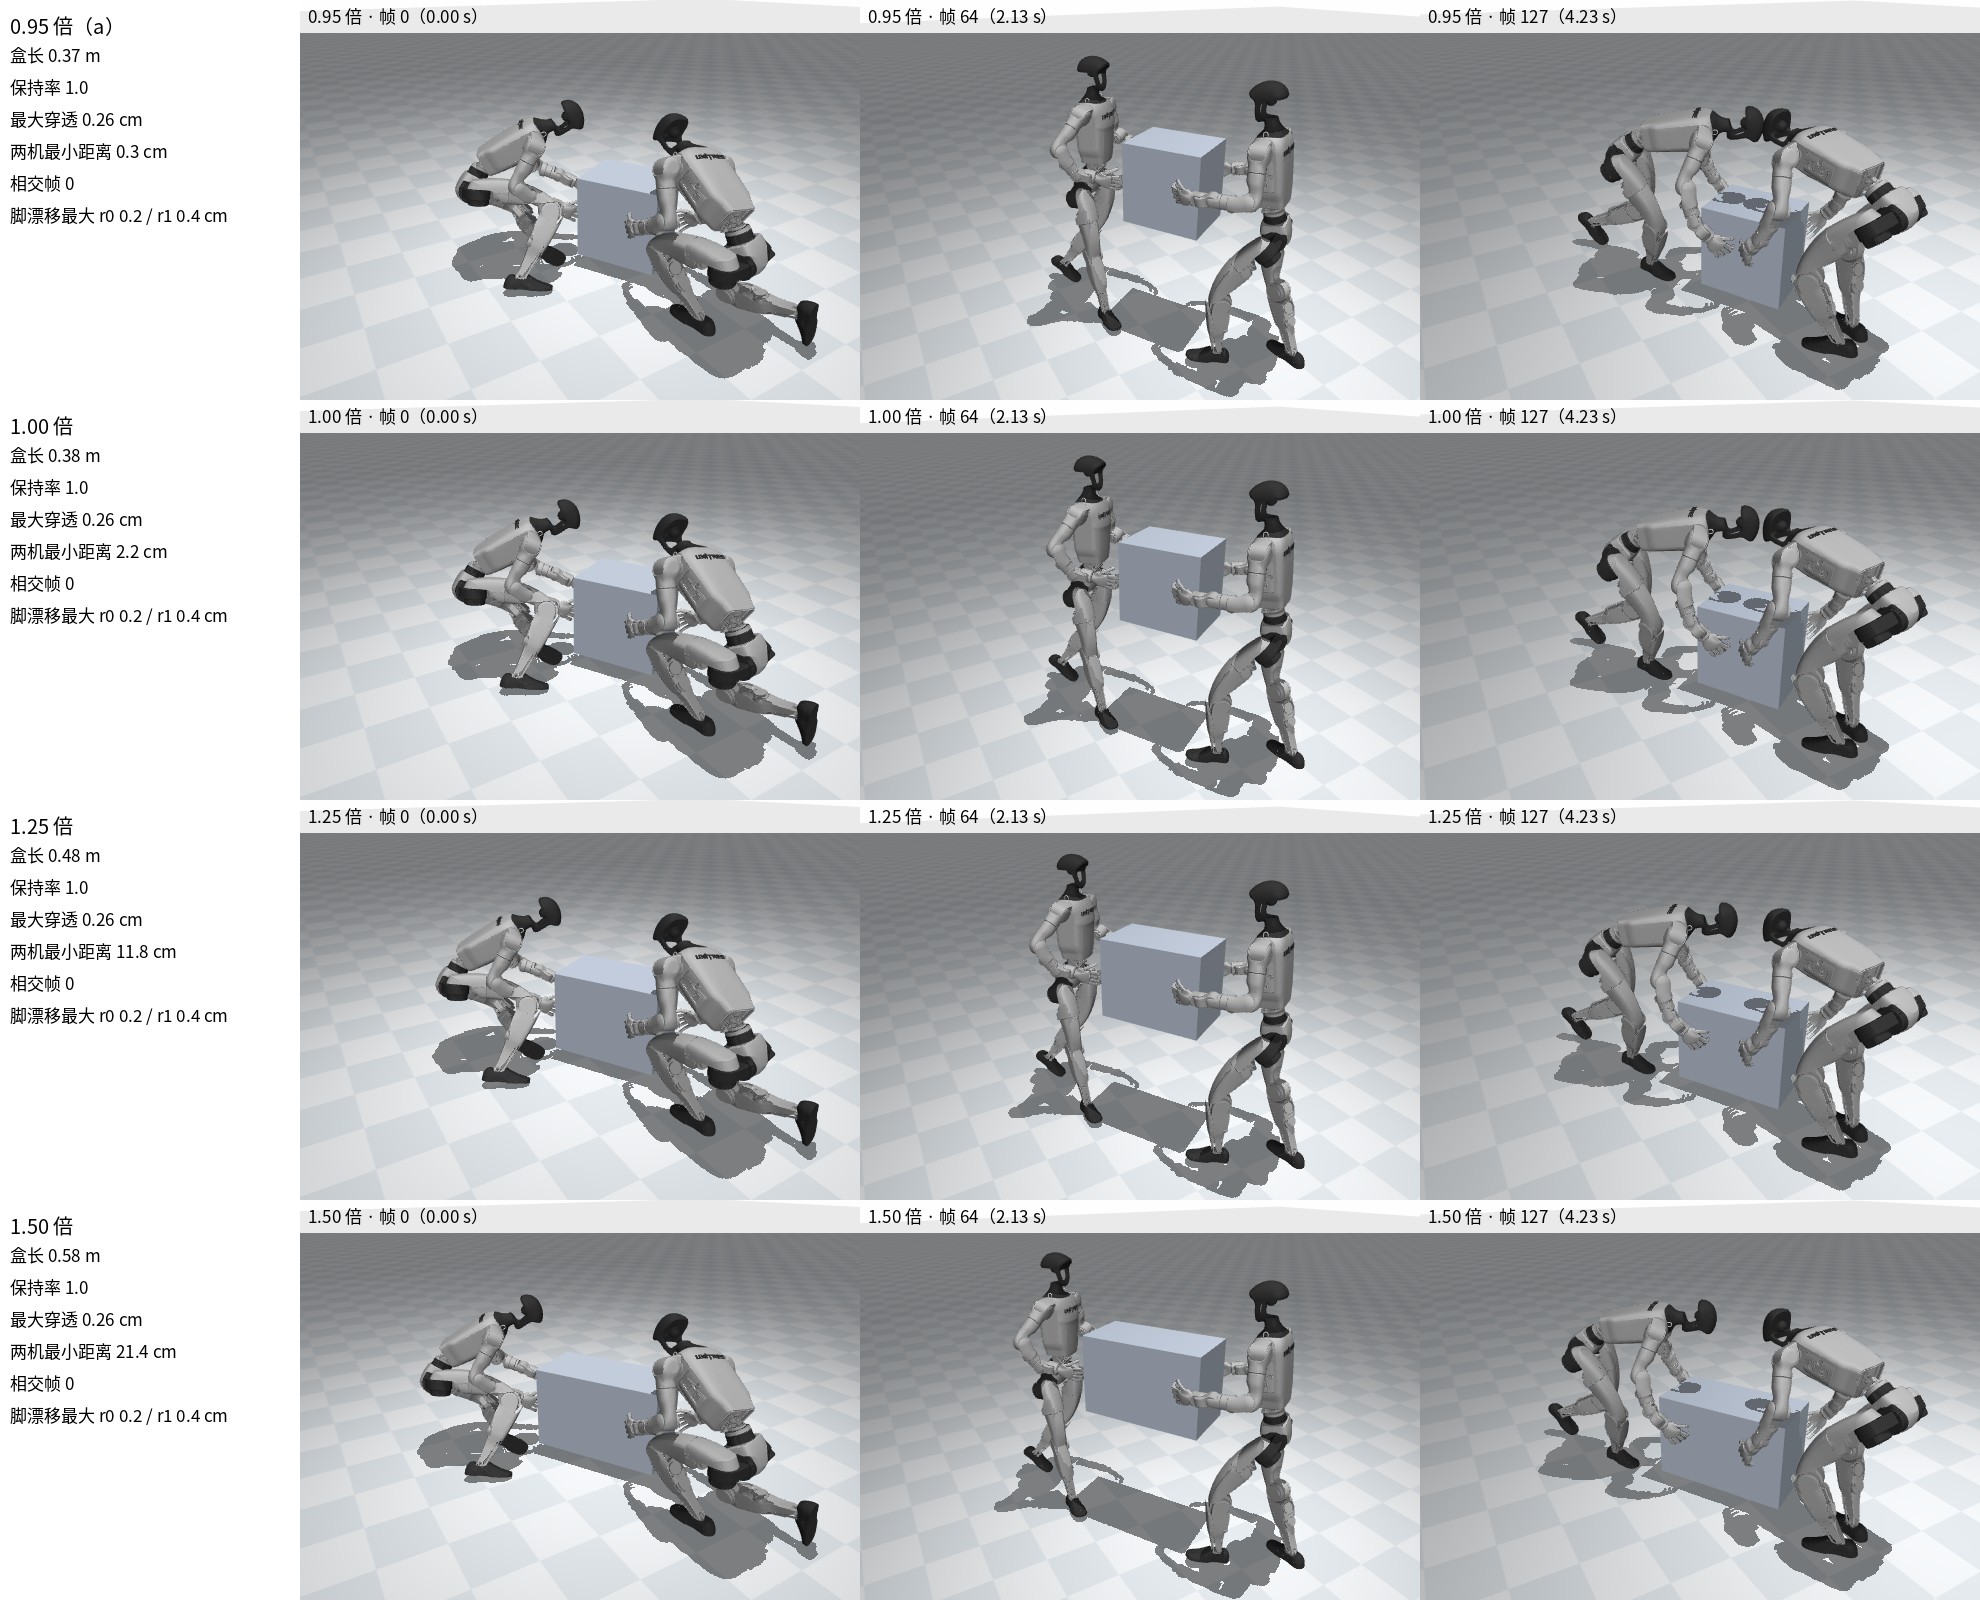 0.95 倍（a）
盒长 0.37 m
保持率 1.0
最大穿透 0.26 cm
两机最小距离 0.3 cm
相交帧 0
脚漂移最大 r0 0.2 / r1 0.4 cm
0.95 倍 · 帧 0（0.00 s）
0.95 倍 · 帧 64（2.13 s）
0.95 倍 · 帧 127（4.23 s）
1.00 倍
盒长 0.38 m
保持率 1.0
最大穿透 0.26 cm
两机最小距离 2.2 cm
相交帧 0
脚漂移最大 r0 0.2 / r1 0.4 cm
1.00 倍 · 帧 0（0.00 s）
1.00 倍 · 帧 64（2.13 s）
1.00 倍 · 帧 127（4.23 s）
1.25 倍
盒长 0.48 m
保持率 1.0
最大穿透 0.26 cm
两机最小距离 11.8 cm
相交帧 0
脚漂移最大 r0 0.2 / r1 0.4 cm
1.25 倍 · 帧 0（0.00 s）
1.25 倍 · 帧 64（2.13 s）
1.25 倍 · 帧 127（4.23 s）
1.50 倍
盒长 0.58 m
保持率 1.0
最大穿透 0.26 cm
两机最小距离 21.4 cm
相交帧 0
脚漂移最大 r0 0.2 / r1 0.4 cm
1.50 倍 · 帧 0（0.00 s）
1.50 倍 · 帧 64（2.13 s）
1.50 倍 · 帧 127（4.23 s）